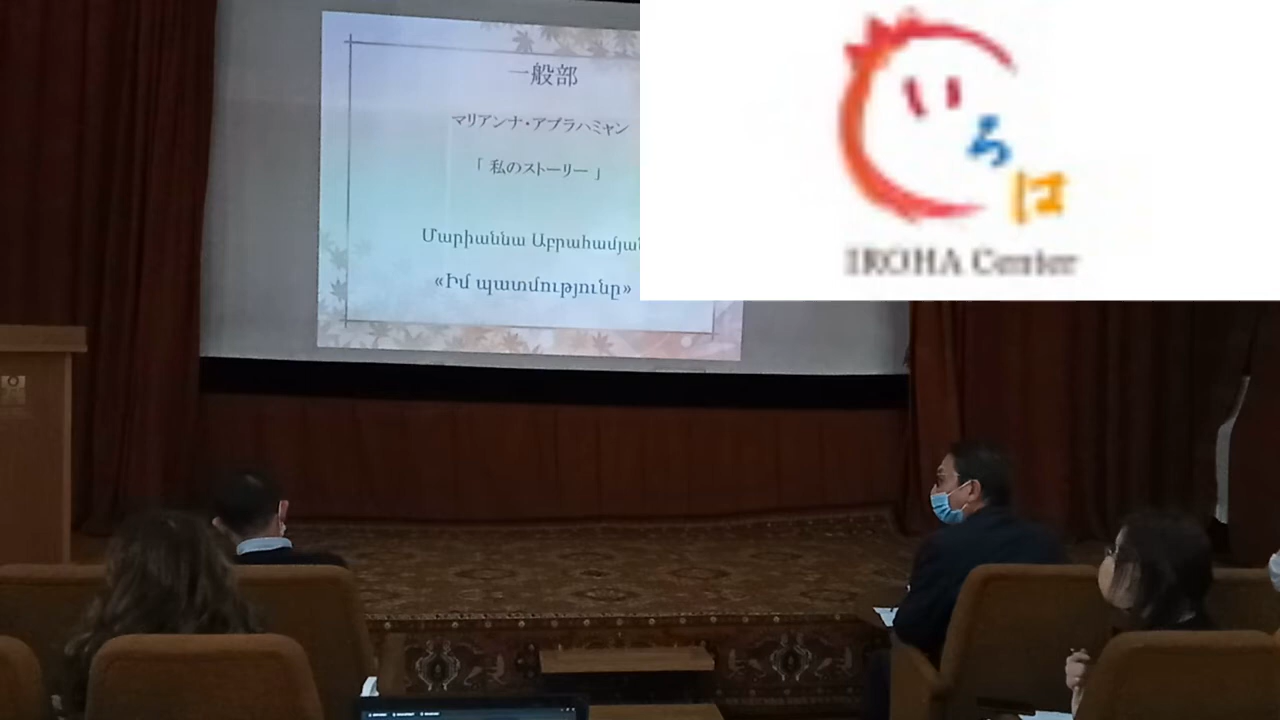 一般部
マリアンナ・アブラハミャン
「 私のストーリー 」
Մարիաննա Աբրահամյան
«Իմ պատմությունը»
いろは
IROHA Center